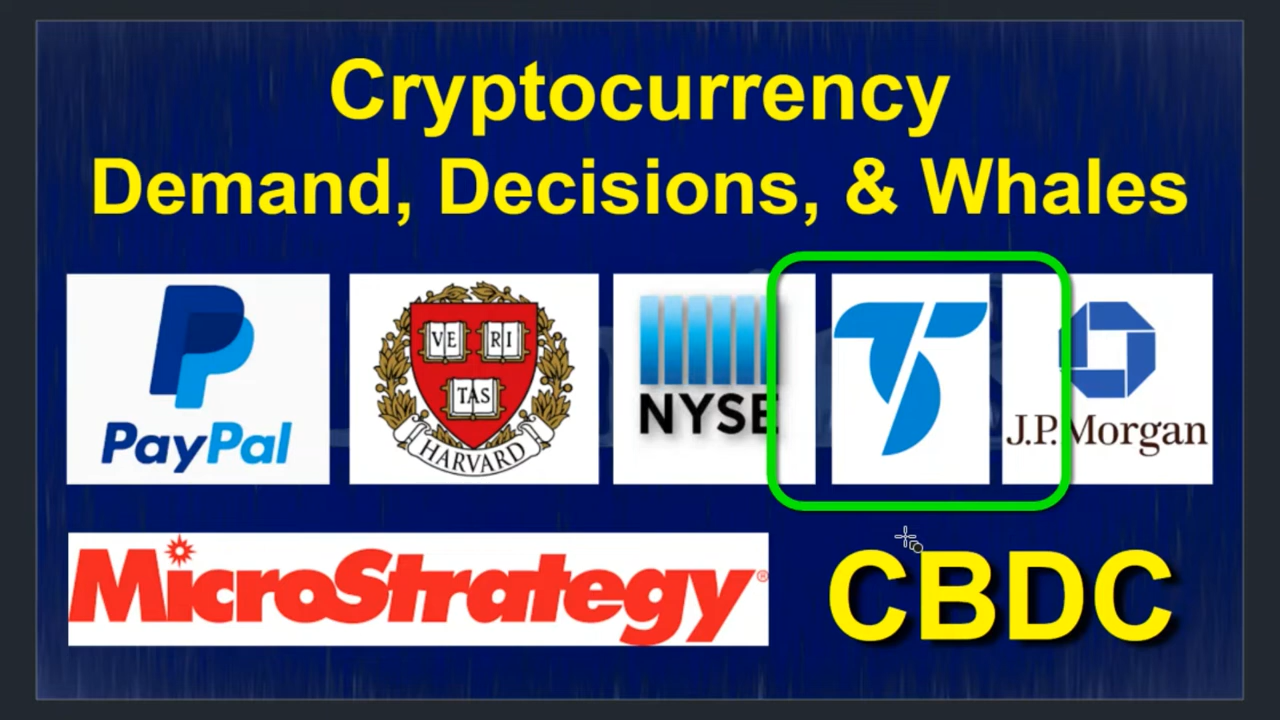 Cryptocurrency
Demand, Decisions, & Whales
PayPal
VE RI
TAS
HARVARD
NYSE
J.P.Morgan
MicroStrategy®
CBDC